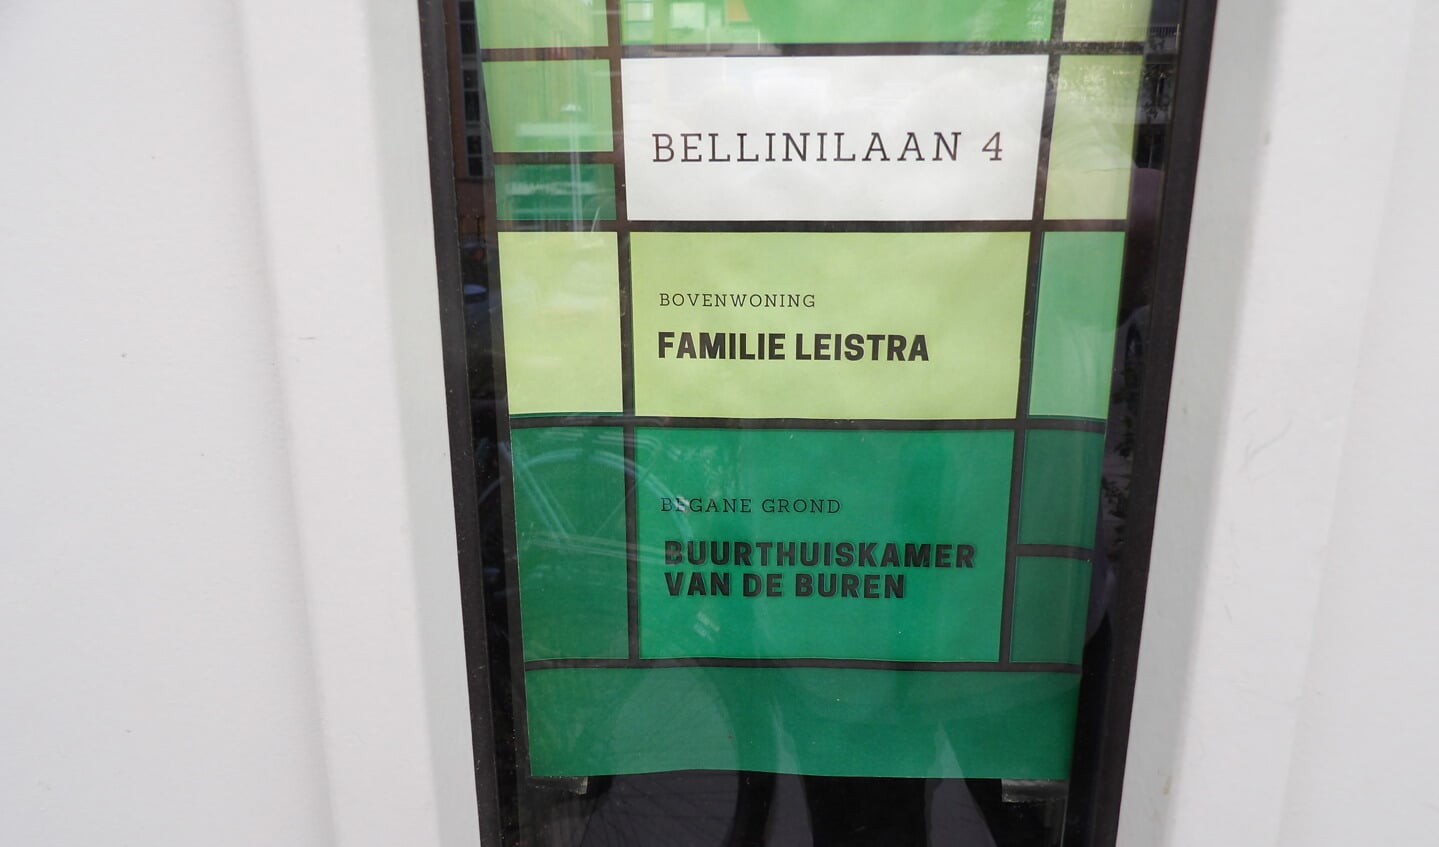 BELLINILAAN 4
BOVENWONING
FAMILIE LEISTRA
BEGANE GROND
BUURTHUISKAMER
VAN DE BUREN